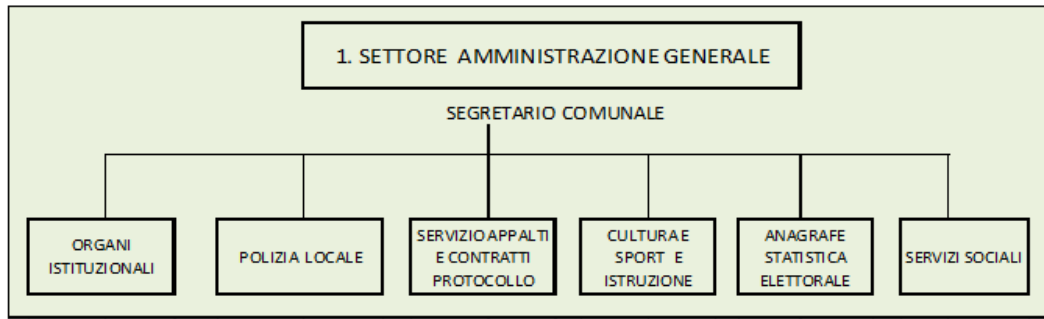 1. SETTORE AMMINISTRAZIONE GENERALE
SEGRETARIO COMUNALE
ORGANI
ISTITUZIONALI
POLIZIA LOCALE
SERVIZIO APPALTI
E CONTRATTI
PROTOCOLLO
CULTURA E
SPORT E
ISTRUZIONE
ANAGRAFE
STATISTICA
ELETTORALE
SERVIZI SOCIALI